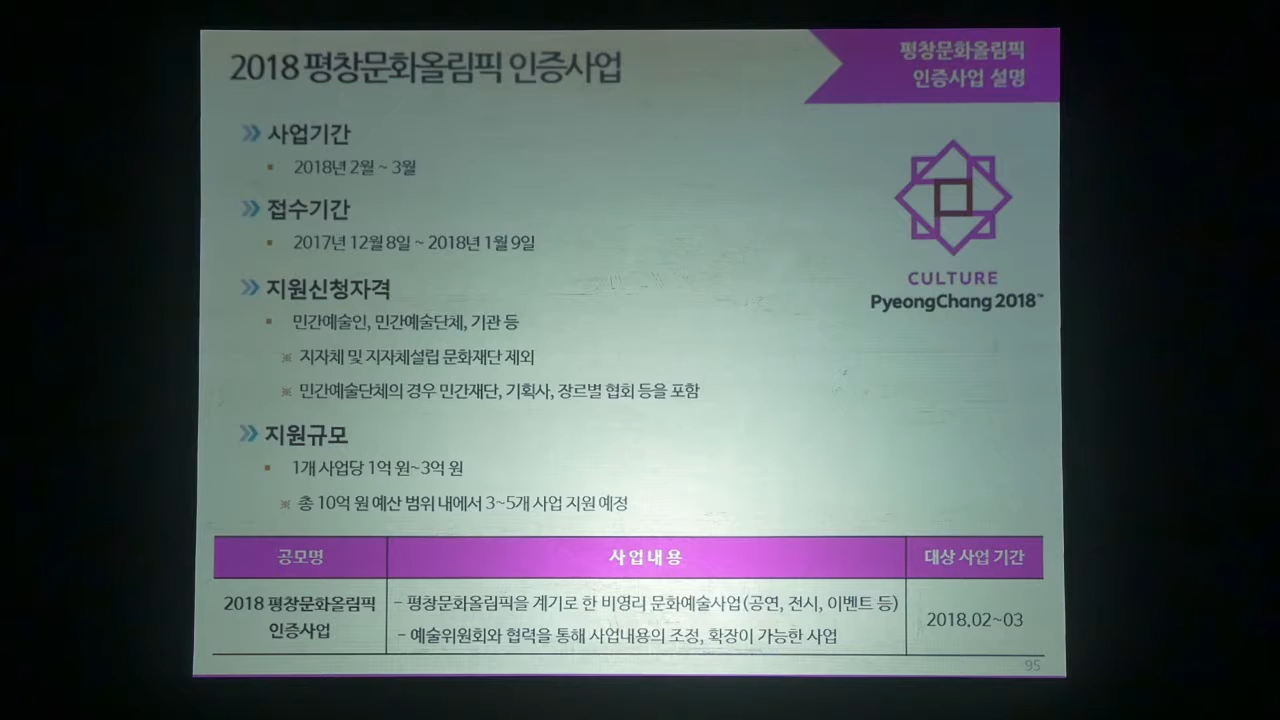 2018 평창문화올림픽 인증사업
평창문화올림픽
인증사업 설명
사업기간
2018년 2월 ~ 3월
접수기간
2017년 12월 8일 ~ 2018년 1월 9일
지원신청자격
민간예술인, 민간예술단체, 기관 등
※ 지자체 및 지자체설립 문화재단 제외
※ 민간예술단체의 경우 민간재단, 기획사, 장르별 협회 등을 포함
지원규모
1개 사업당 1억 원~3억 원
※ 총 10억 원 예산 범위 내에서 3~5개 사업 지원 예정
CULTURE
PyeongChang 2018™
공모명 사업내용 대상 사업 기간
2018 평창문화올림픽
인증사업
- 평창문화올림픽을 계기로 한 비영리 문화예술사업(공연, 전시, 이벤트 등)
- 예술위원회와 협력을 통해 사업내용의 조정, 확장이 가능한 사업
2018.02~03
95